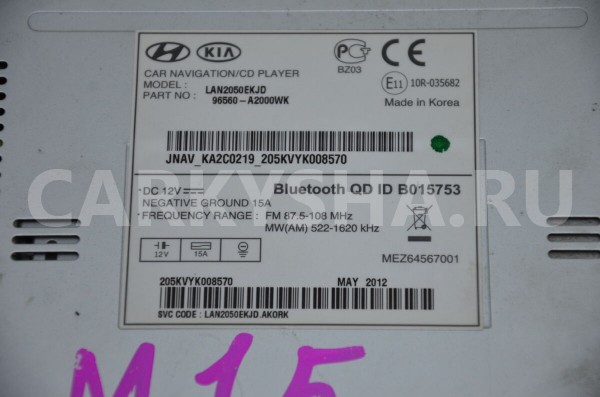 HYUNDAI KIA
CAR NAVIGATION/CD PLAYER
MODEL : LAN2050EKJD
PART NO : 96560-A2000WK
BZ03
CE
E11 10R-035682
Made in Korea
JNAV_KA2C0219_205KVYK008570
CARKYSHA.RU
DC 12V
NEGATIVE GROUND 15A
FREQUENCY RANGE : FM 87.5-108 MHz
MW(AM) 522-1620 kHz
Bluetooth QD ID B015753
12V 15A
MEZ64567001
205KVYK008570 MAY 2012
SVC CODE : LAN2050EKJD.AKORK
M15